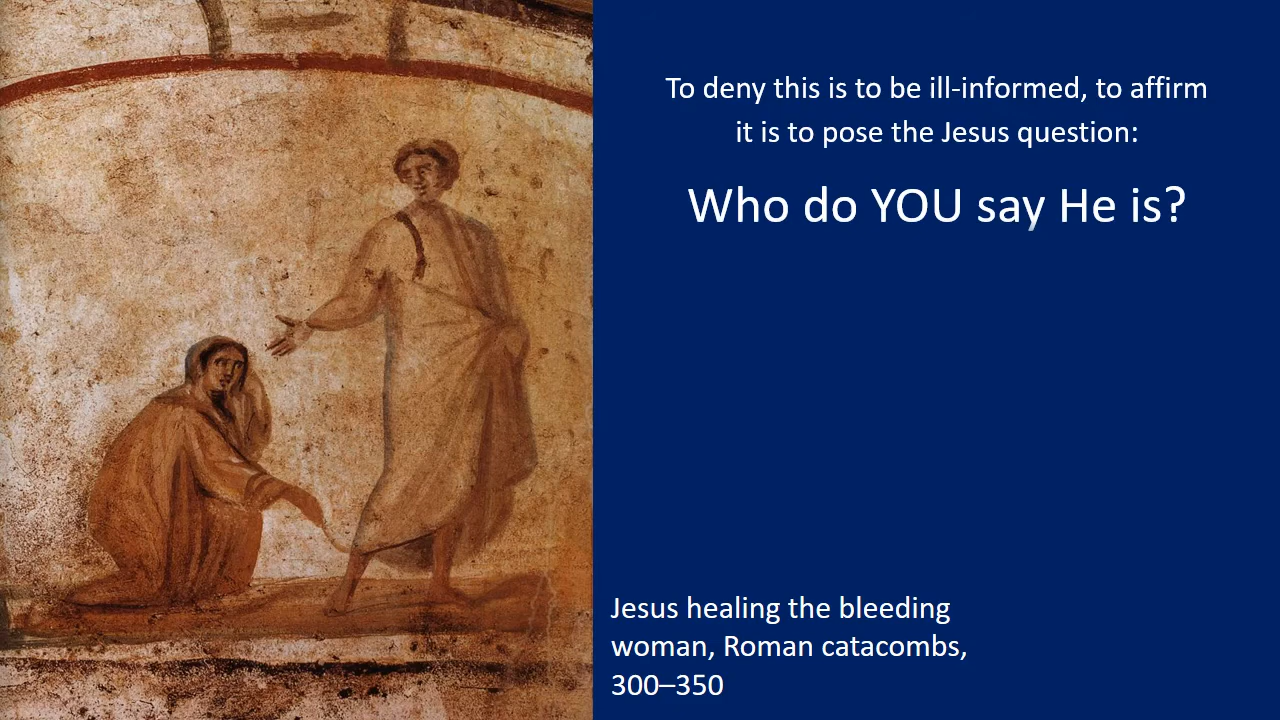 To deny this is to be ill-informed, to affirm
it is to pose the Jesus question:
Who do YOU say He is?
Jesus healing the bleeding
woman, Roman catacombs,
300–350